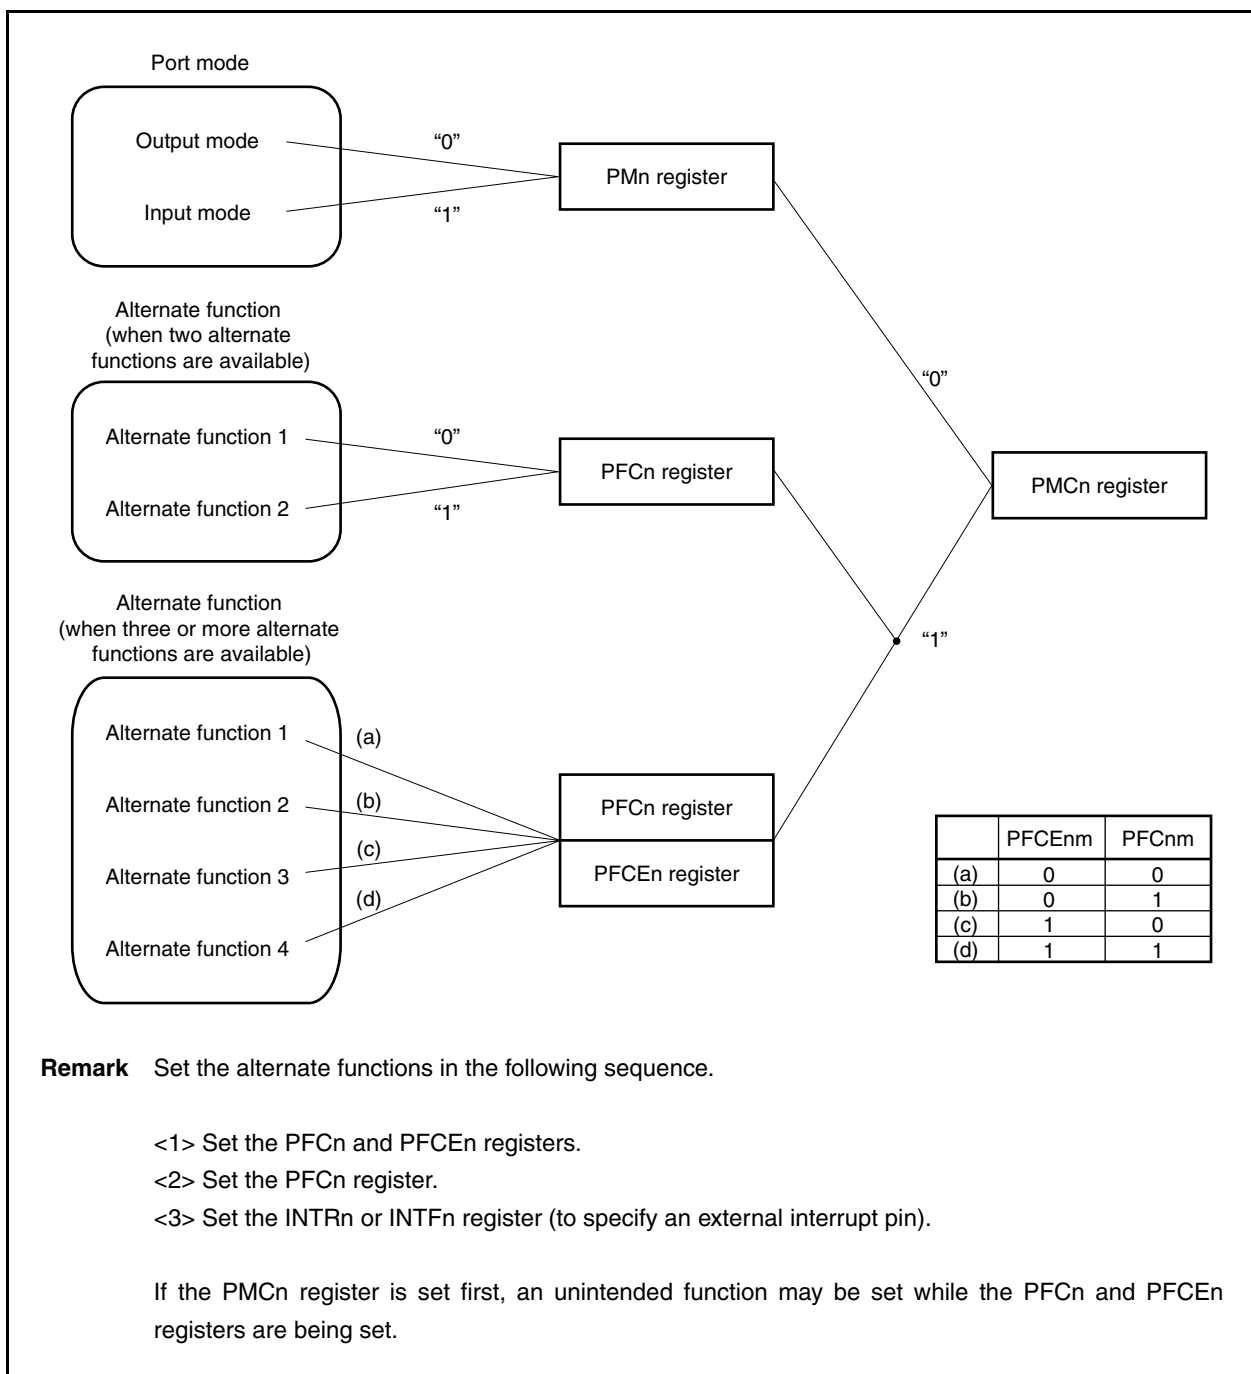 Port mode
Output mode
Input mode
“0”
“1”
PMn register
Alternate function
(when two alternate
functions are available)
Alternate function 1
Alternate function 2
“0”
“1”
PFCn register
“0”
PMCn register
“1”
Alternate function
(when three or more alternate
functions are available)
Alternate function 1
Alternate function 2
Alternate function 3
Alternate function 4
(a)
(b)
(c)
(d)
PFCn register
PFCEn register
PFCEnm PFCnm
(a) 0 0
(b) 0 1
(c) 1 0
(d) 1 1
Remark Set the alternate functions in the following sequence.
<1> Set the PFCn and PFCEn registers.
<2> Set the PFCn register.
<3> Set the INTRn or INTFn register (to specify an external interrupt pin).
If the PMCn register is set first, an unintended function may be set while the PFCn and PFCEn
registers are being set.